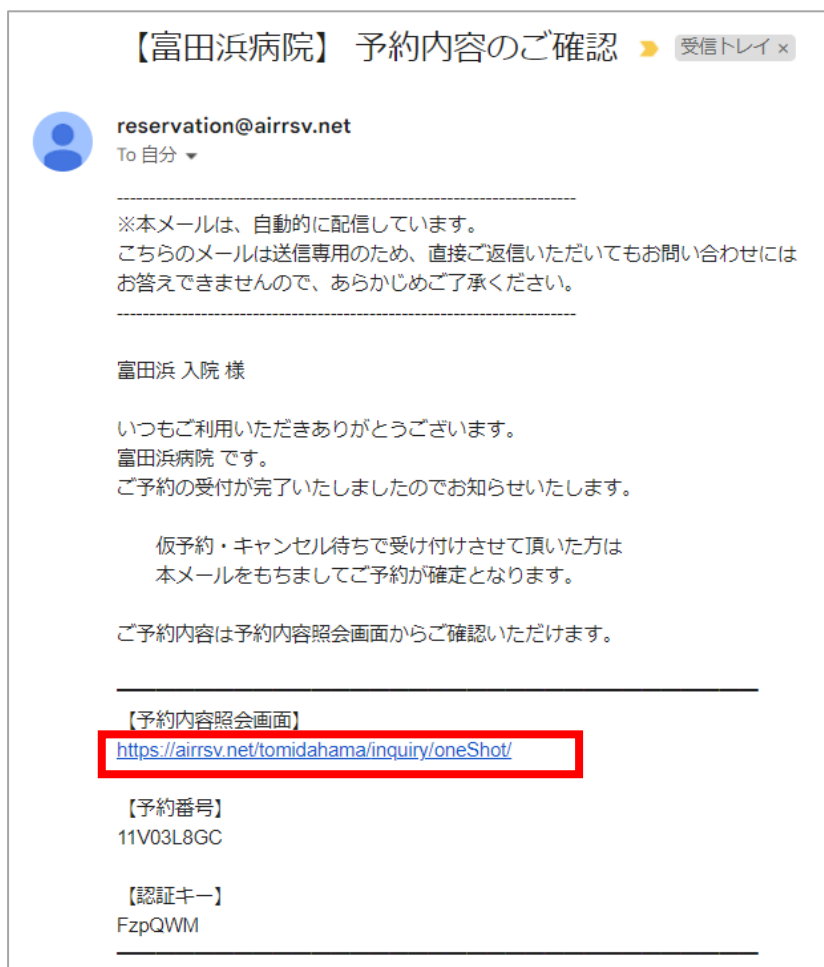 【富田浜病院】 予約内容のご確認 受信トレイ ×
reservation@airrsv.net
To 自分
----------------------------------------------------------------------
※本メールは、自動的に配信しています。
こちらのメールは送信専用のため、直接ご返信いただいてもお問い合わせには
お答えできませんので、あらかじめご了承ください。
----------------------------------------------------------------------
富田浜 入院 様
いつもご利用いただきありがとうございます。
富田浜病院 です。
ご予約の受付が完了いたしましたのでお知らせいたします。
仮予約・キャンセル待ちで受け付けさせて頂いた方は
本メールをもちましてご予約が確定となります。
ご予約内容は予約内容照会画面からご確認いただけます。
【予約内容照会画面】
https://airrsv.net/tomidahama/inquiry/oneShot/
【予約番号】
11V03L8GC
【認証キー】
FzpQWM